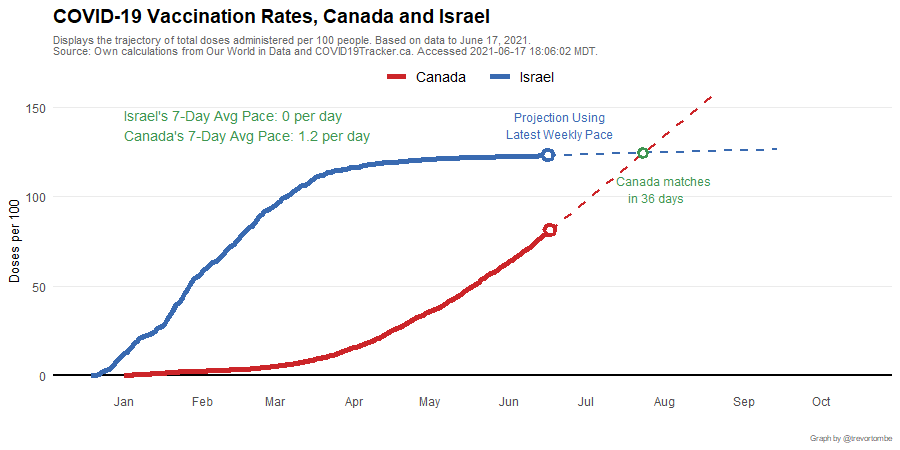 COVID-19 Vaccination Rates, Canada and Israel
Displays the trajectory of total doses administered per 100 people. Based on data to June 17, 2021.
Source: Own calculations from Our World in Data and COVID19Tracker.ca. Accessed 2021-06-17 18:06:02 MDT.
Canada Israel
Israel's 7-Day Avg Pace: 0 per day
Canada's 7-Day Avg Pace: 1.2 per day
Projection Using
Latest Weekly Pace
Canada matches
in 36 days
Doses per 100
150
100
50
0
Jan Feb Mar Apr May Jun Jul Aug Sep Oct
Graph by @trevortombe